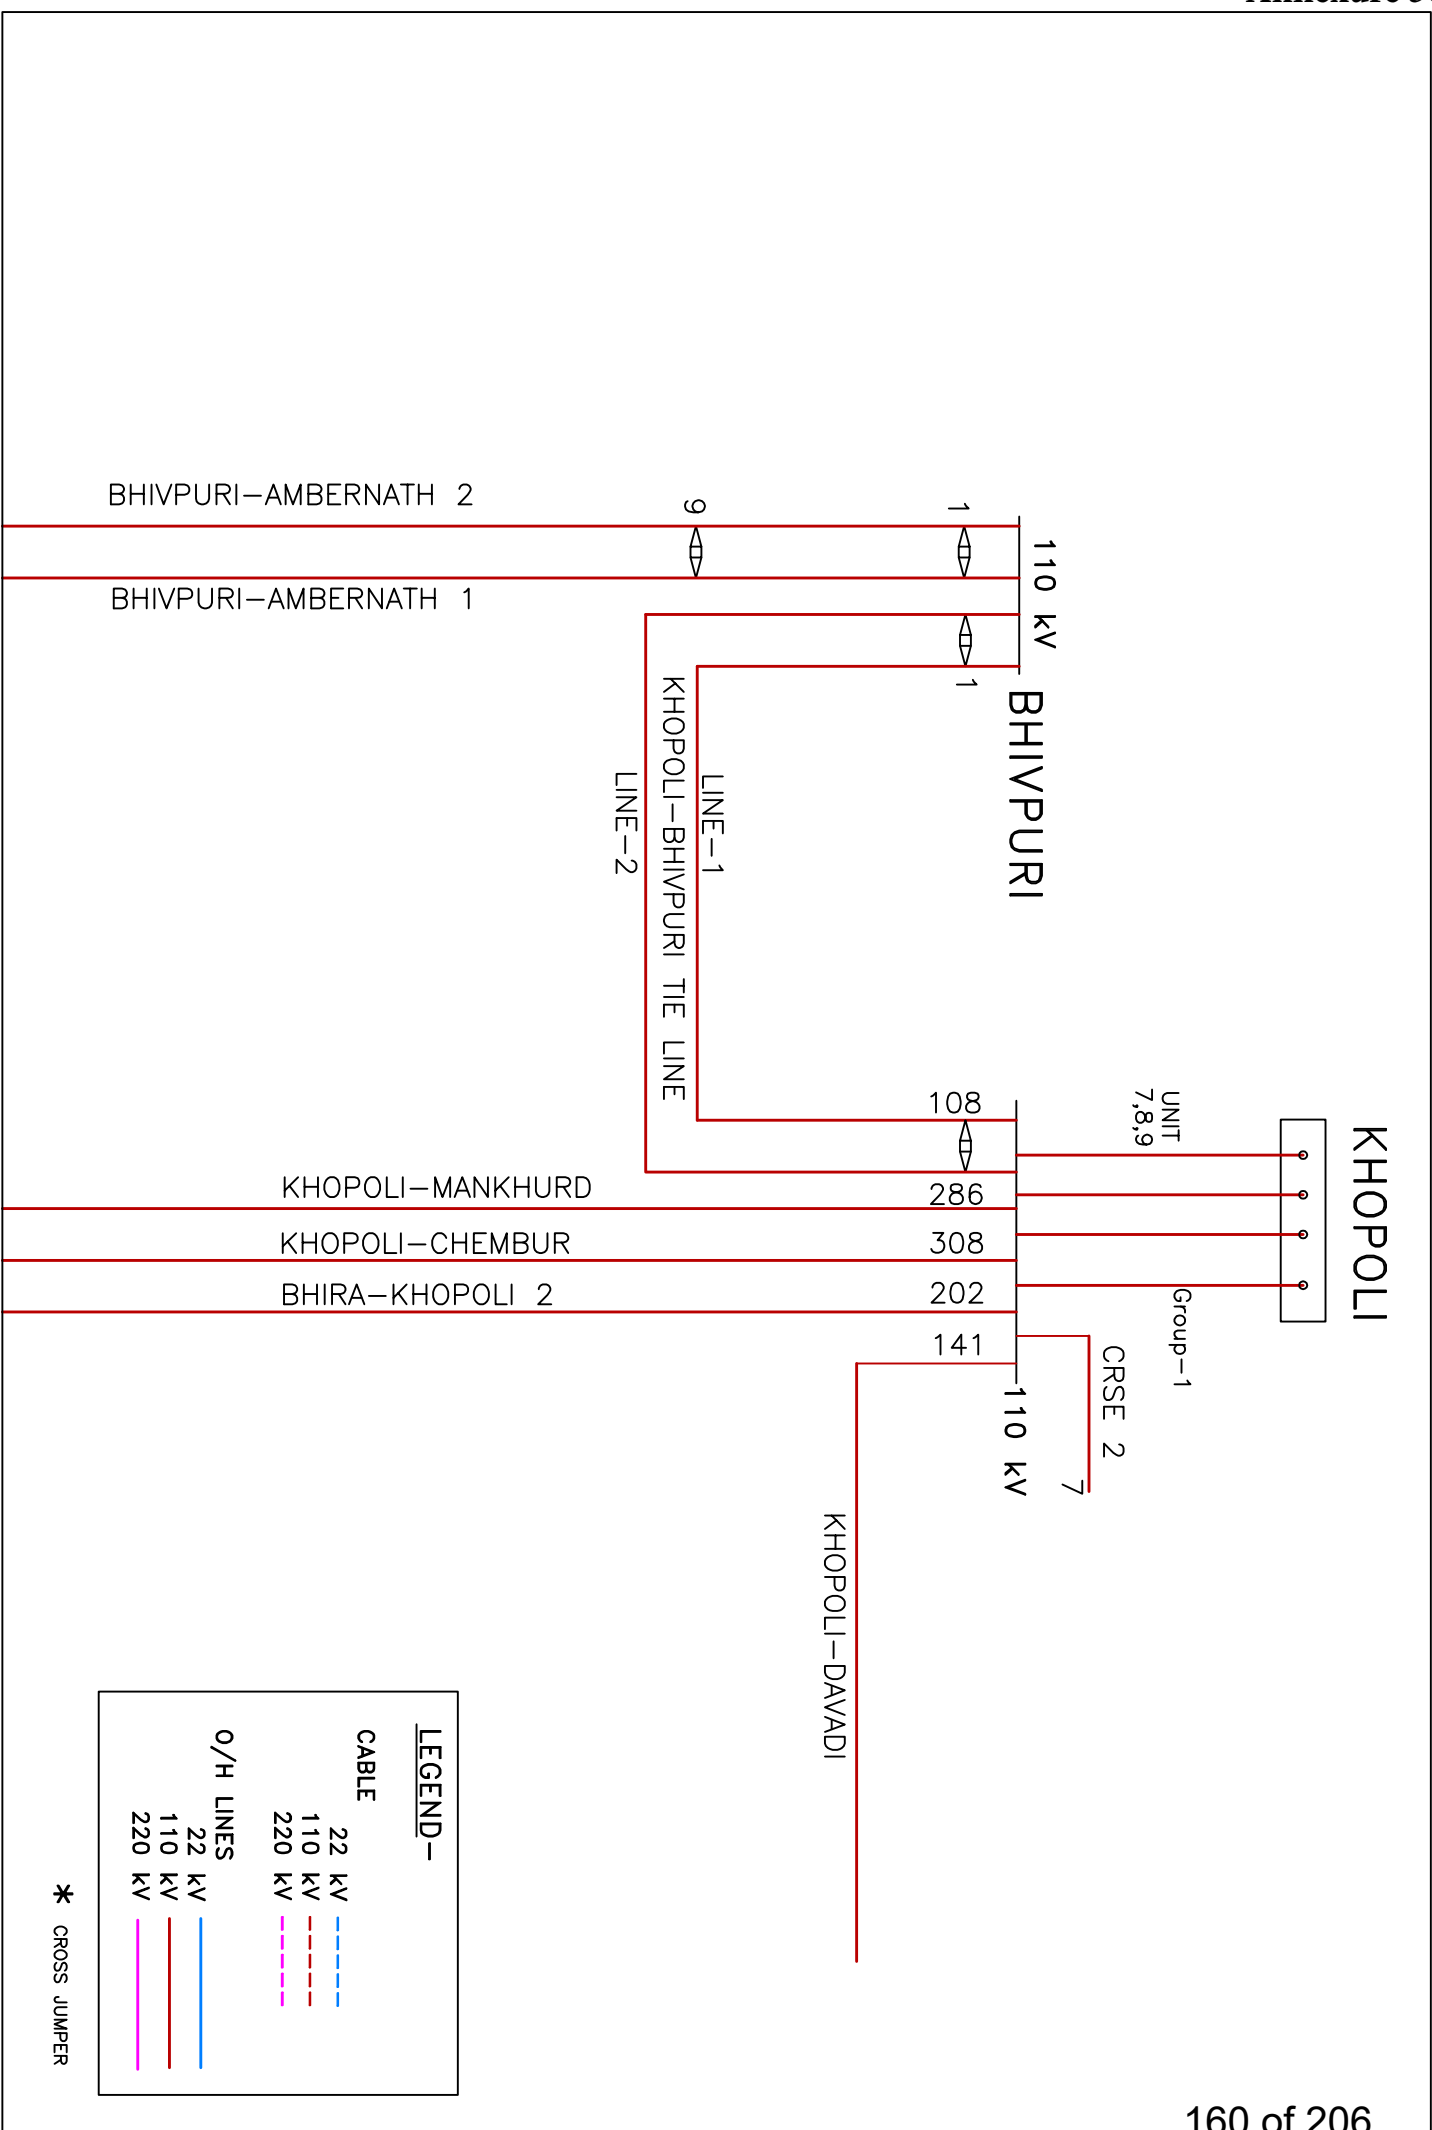 BHIVPURI-AMBERNATH 2
9
1
110 kV
BHIVPURI-AMBERNATH 1
1
BHIVPURI
KHOPOLI-BHIVPURI TIE LINE
LINE-1
LINE-2
108
UNIT
7,8,9
KHOPOLI
KHOPOLI-MANKHURD
286
KHOPOLI-CHEMBUR
308
BHIRA-KHOPOLI 2
202
Group-1
141
CRSE 2
7
110 kV
KHOPOLI-DAVADI
LEGEND-
CABLE
22 kV
110 kV
220 kV
O/H LINES
22 kV
110 kV
220 kV
* CROSS JUMPER
160 of 206